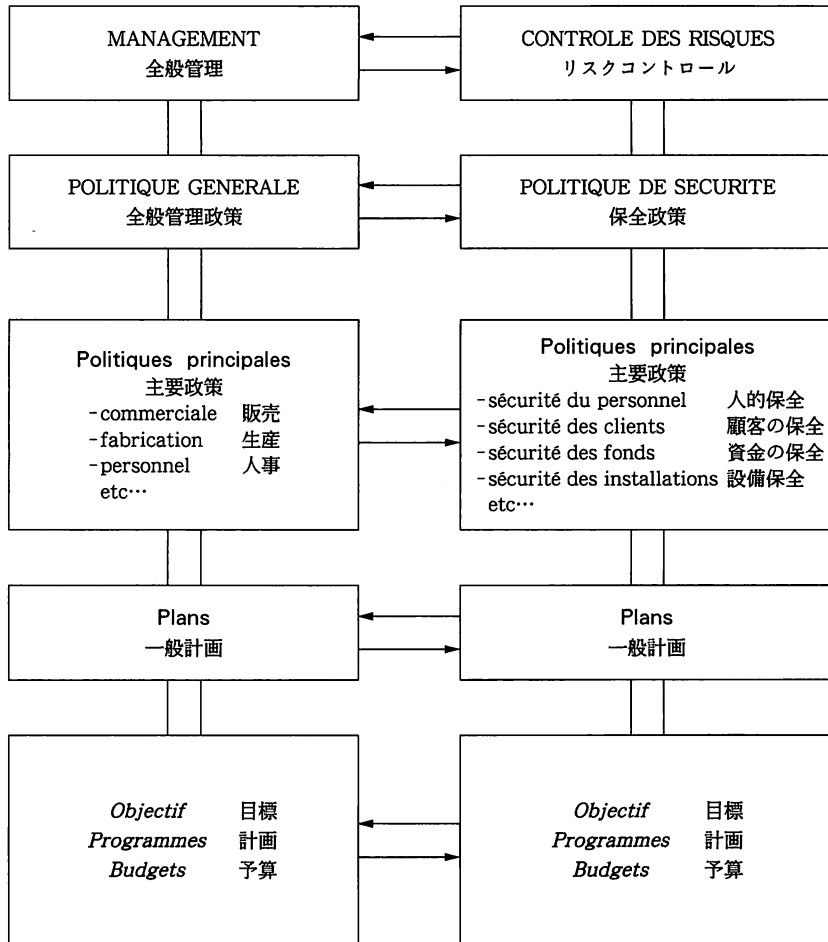 MANAGEMENT
全般管理
CONTROLE DES RISQUES
リスクコントロール
POLITIQUE GENERALE
全般管理政策
POLITIQUE DE SECURITE
保全政策
Politiques principales
主要政策
-commerciale 販売
-fabrication 生産
-personnel 人事
etc…
Politiques principales
主要政策
-sécurité du personnel 人的保全
-sécurité des clients 顧客の保全
-sécurité des fonds 資金の保全
-sécurité des installations 設備保全
etc…
Plans
一般計画
Plans
一般計画
Objectif 目標
Programmes 計画
Budgets 予算
Objectif 目標
Programmes 計画
Budgets 予算